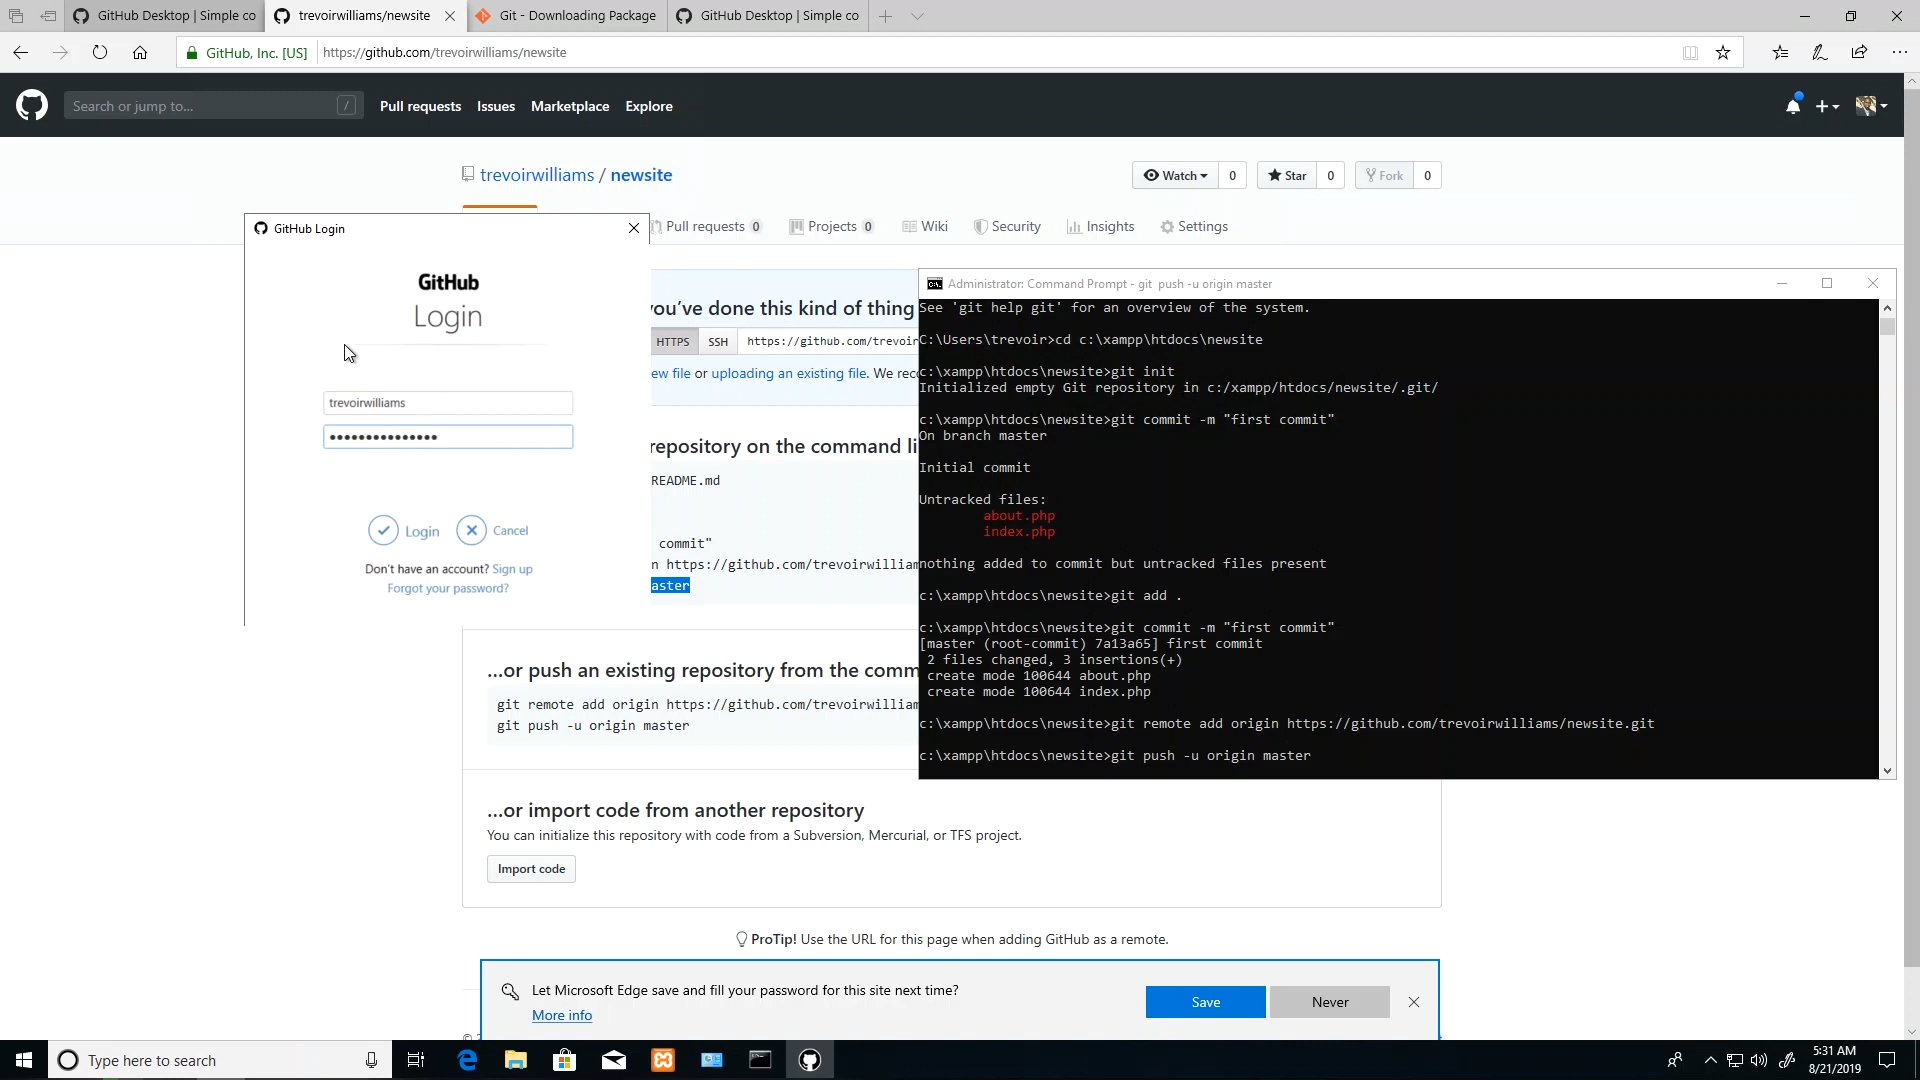 GitHub Desktop | Simple co
trevoirwilliams/newsite
Git - Downloading Package
GitHub Desktop | Simple co
GitHub, Inc. [US]
https://github.com/trevoirwilliams/newsite
Search or jump to...
/
Pull requests
Issues
Marketplace
Explore
trevoirwilliams / newsite
Watch
0
Star
0
Fork
0
Pull requests 0
Projects 0
Wiki
Security
Insights
Settings
GitHub Login
GitHub
Login
trevoirwilliams
•••••••••••••••
Login
Cancel
Don't have an account? Sign up
Forgot your password?
you've done this kind of thing
HTTPS
SSH
https://github.com/trevoir
ew file or uploading an existing file. We reco
repository on the command li
README.md
commit"
n https://github.com/trevoirwilliam
aster
...or push an existing repository from the comm
git remote add origin https://github.com/trevoirwilliam
git push -u origin master
...or import code from another repository
You can initialize this repository with code from a Subversion, Mercurial, or TFS project.
Import code
ProTip! Use the URL for this page when adding GitHub as a remote.
Administrator: Command Prompt - git push -u origin master
See 'git help git' for an overview of the system.
C:\Users\trevoir>cd c:\xampp\htdocs\newsite
c:\xampp\htdocs\newsite>git init
Initialized empty Git repository in c:/xampp/htdocs/newsite/.git/
c:\xampp\htdocs\newsite>git commit -m "first commit"
On branch master
Initial commit
Untracked files:
about.php
index.php
nothing added to commit but untracked files present
c:\xampp\htdocs\newsite>git add .
c:\xampp\htdocs\newsite>git commit -m "first commit"
[master (root-commit) 7a13a65] first commit
2 files changed, 3 insertions(+)
create mode 100644 about.php
create mode 100644 index.php
c:\xampp\htdocs\newsite>git remote add origin https://github.com/trevoirwilliams/newsite.git
c:\xampp\htdocs\newsite>git push -u origin master
Let Microsoft Edge save and fill your password for this site next time?
More info
Save
Never
Type here to search
5:31 AM
8/21/2019